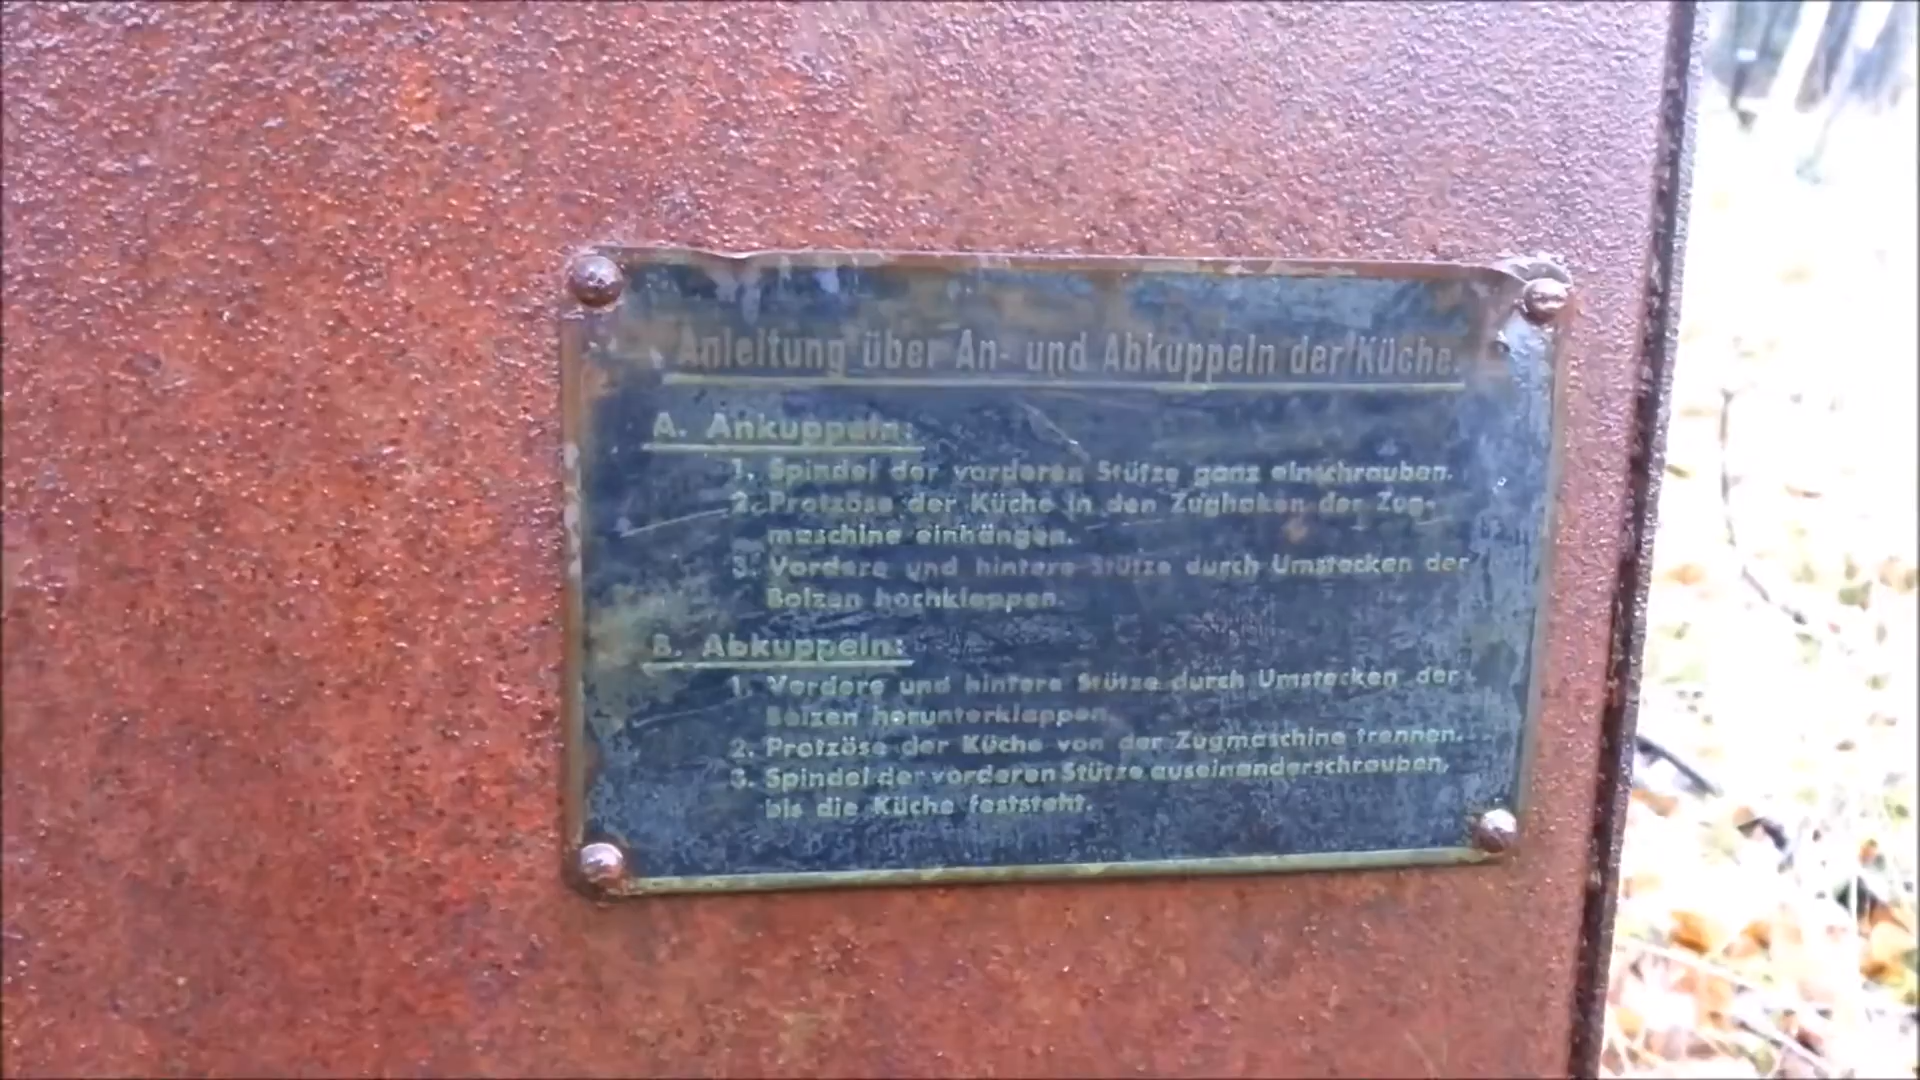 Anleitung über An- und Abkuppeln der Küche.
A. Ankuppeln:
1. Spindel der vorderen Stütze ganz einschrauben.
2. Protzöse der Küche in den Zughaken der Zug-
maschine einhängen.
3. Vordere und hintere Stütze durch Umstecken der
Bolzen hochklappen.
B. Abkuppeln:
1. Vordere und hintere Stütze durch Umstecken der
Bolzen herunterklappen.
2. Protzöse der Küche von der Zugmaschine trennen.
3. Spindel der vorderen Stütze auseinanderschrauben,
bis die Küche feststeht.